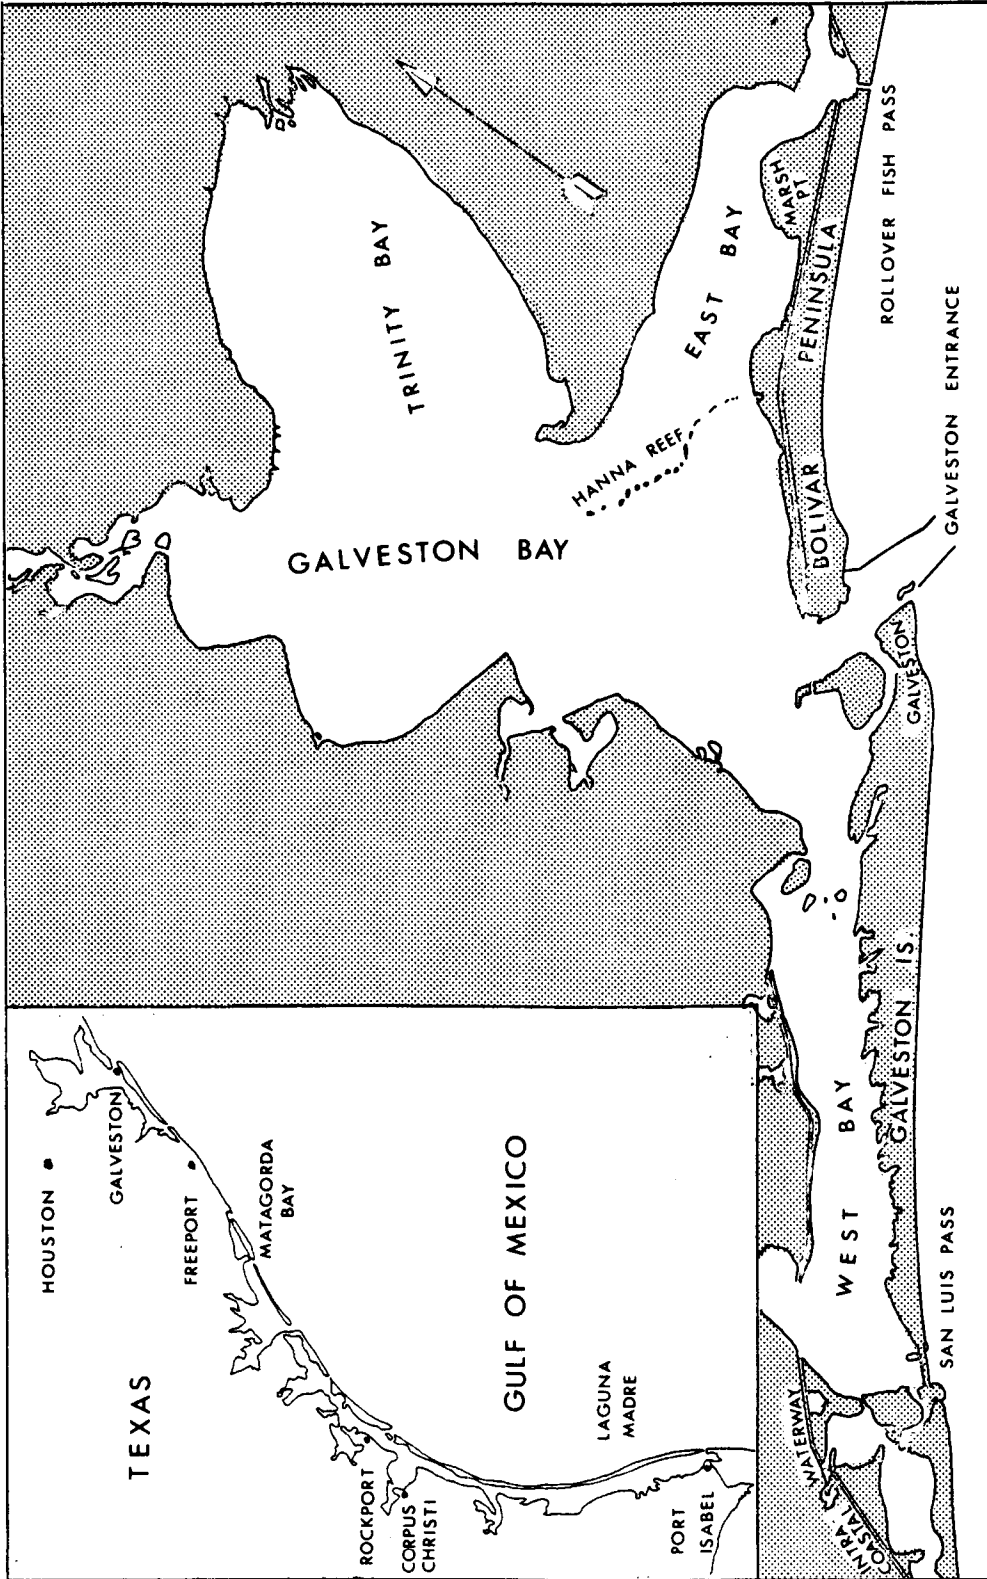 TRINITY BAY
GALVESTON BAY
EAST BAY
HANNA REEF
MARSH
PT
BOLIVAR PENINSULA
ROLLOVER FISH PASS
GALVESTON ENTRANCE
GALVESTON
GALVESTON IS.
WEST BAY
SAN LUIS PASS
INTRA
COASTAL
WATERWAY
TEXAS
HOUSTON
GALVESTON
FREEPORT
MATAGORDA
BAY
GULF OF MEXICO
ROCKPORT
CORPUS
CHRISTI
LAGUNA
MADRE
PORT
ISABEL